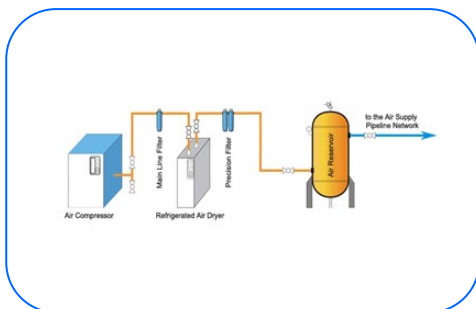 to the Air Supply
Pipeline Network
Main Line Filter
Precision Filter
Air Reservoir
Air Compressor
Refrigerated Air Dryer